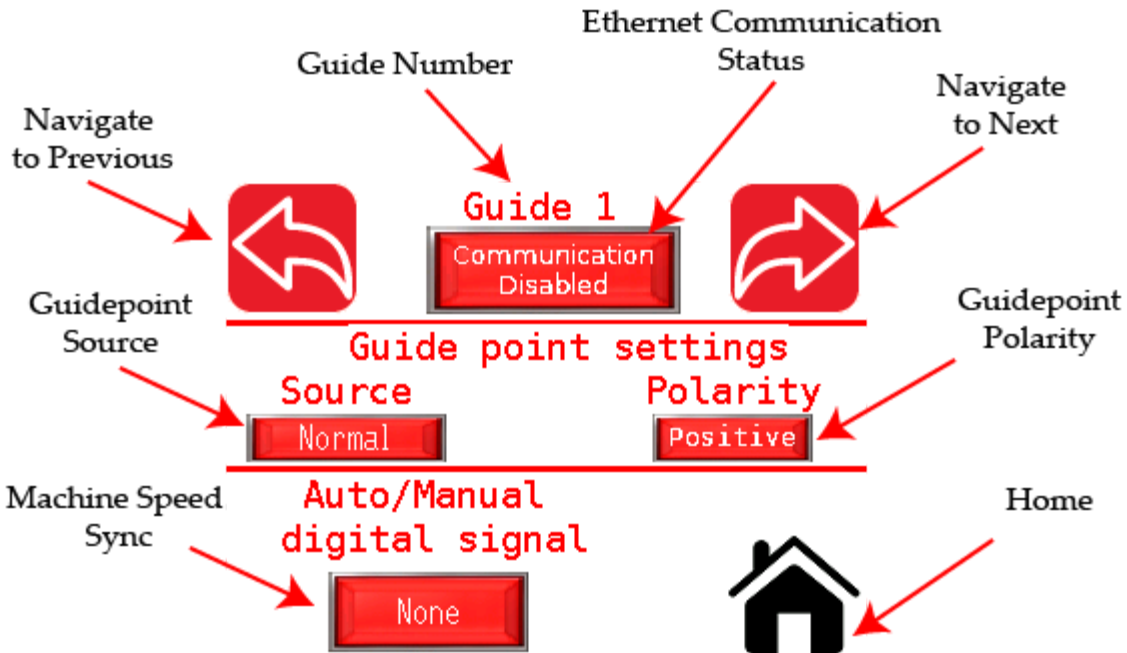 Ethernet Communication
Status
Guide Number
Navigate
to Next
Navigate
to Previous
Guide 1
Communication
Disabled
Guidepoint
Source
Guidepoint
Polarity
Guide point settings
Source
Polarity
Normal
Positive
Machine Speed
Sync
Auto/Manual
digital signal
Home
None